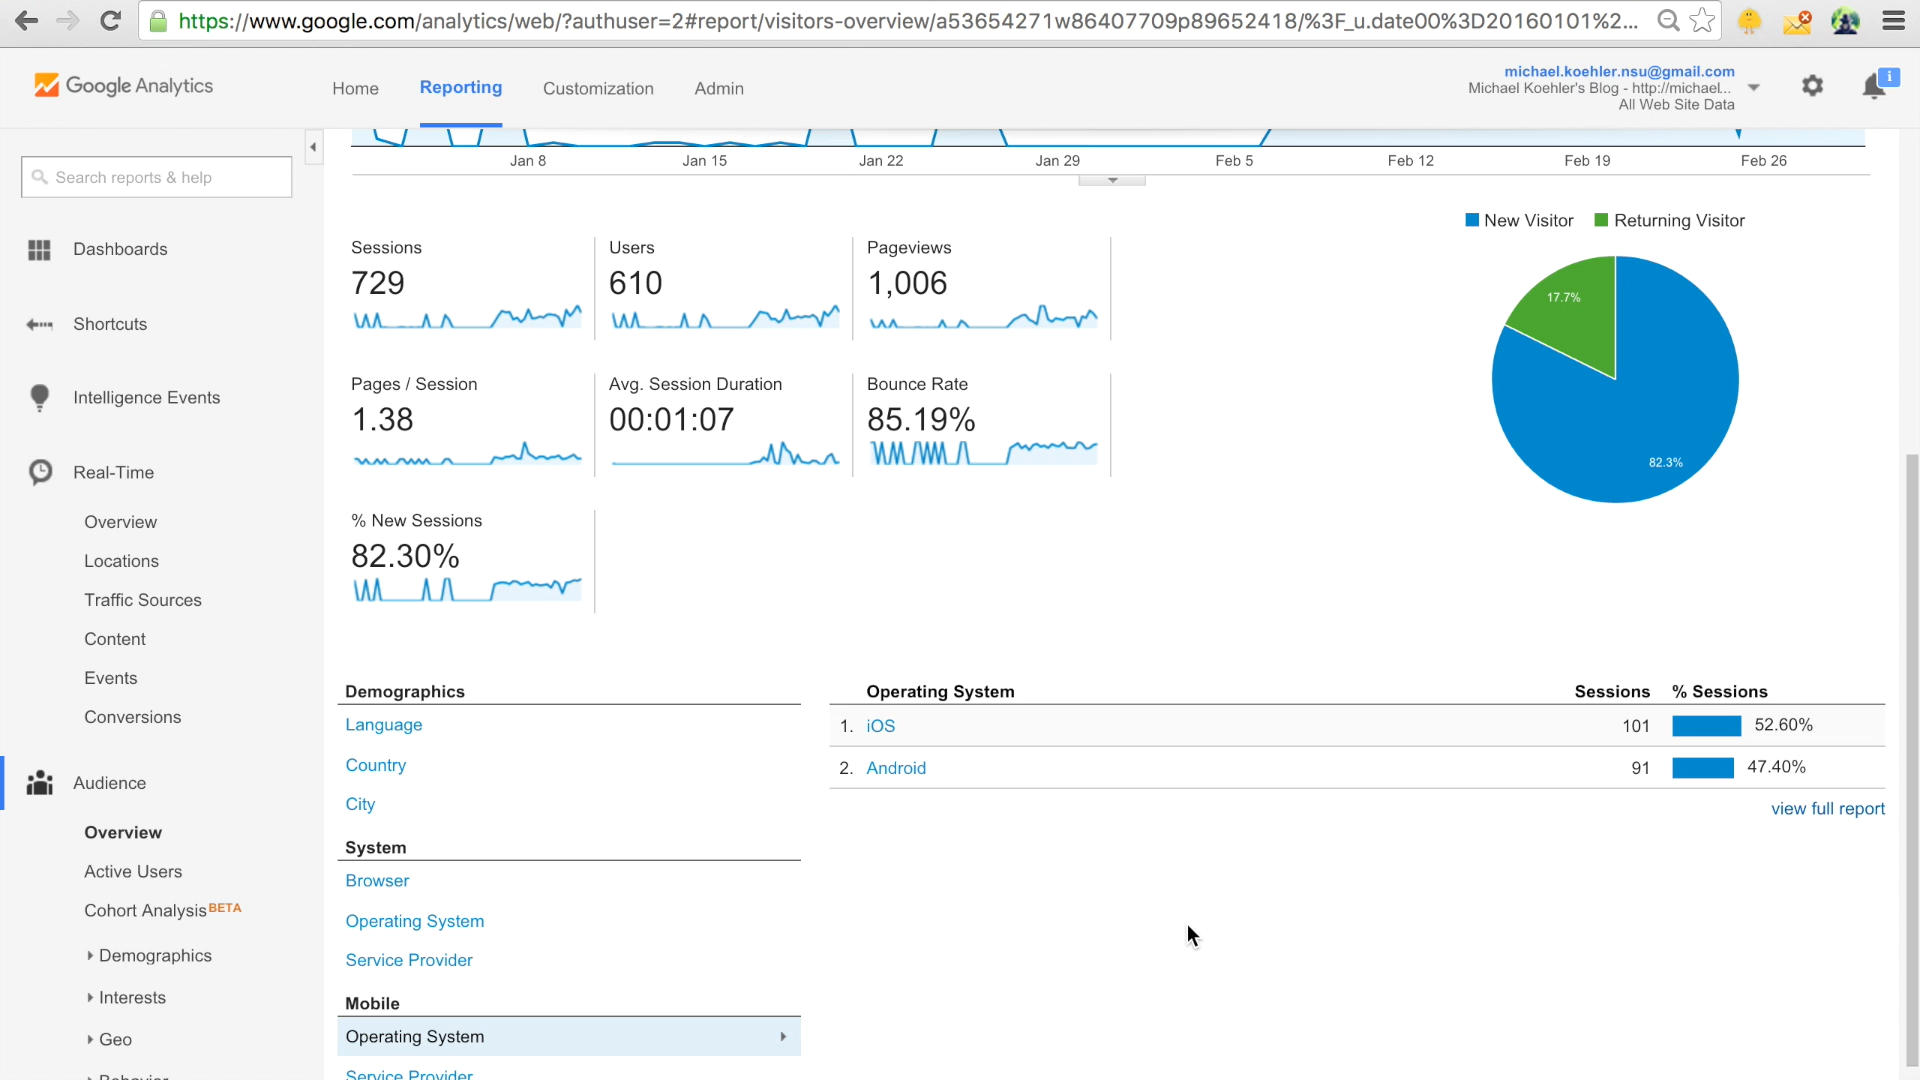 https://www.google.com/analytics/web/?authuser=2#report/visitors-overview/a53654271w86407709p89652418/%3F_u.date00%3D20160101%2...
Google Analytics
Home
Reporting
Customization
Admin
michael.koehler.nsu@gmail.com
Michael Koehler's Blog - http://michael...
All Web Site Data
i
Search reports & help
Dashboards
Shortcuts
Intelligence Events
Real-Time
Overview
Locations
Traffic Sources
Content
Events
Conversions
Audience
Overview
Active Users
Cohort Analysis BETA
Demographics
Interests
Geo
Behavior
Jan 8
Jan 15
Jan 22
Jan 29
Feb 5
Feb 12
Feb 19
Feb 26
New Visitor
Returning Visitor
17.7%
82.3%
Sessions
729
Users
610
Pageviews
1,006
Pages / Session
1.38
Avg. Session Duration
00:01:07
Bounce Rate
85.19%
% New Sessions
82.30%
Demographics
Language
Country
City
System
Browser
Operating System
Service Provider
Mobile
Operating System
Service Provider
Operating System Sessions % Sessions
1. iOS 101 52.60%
2. Android 91 47.40%
view full report